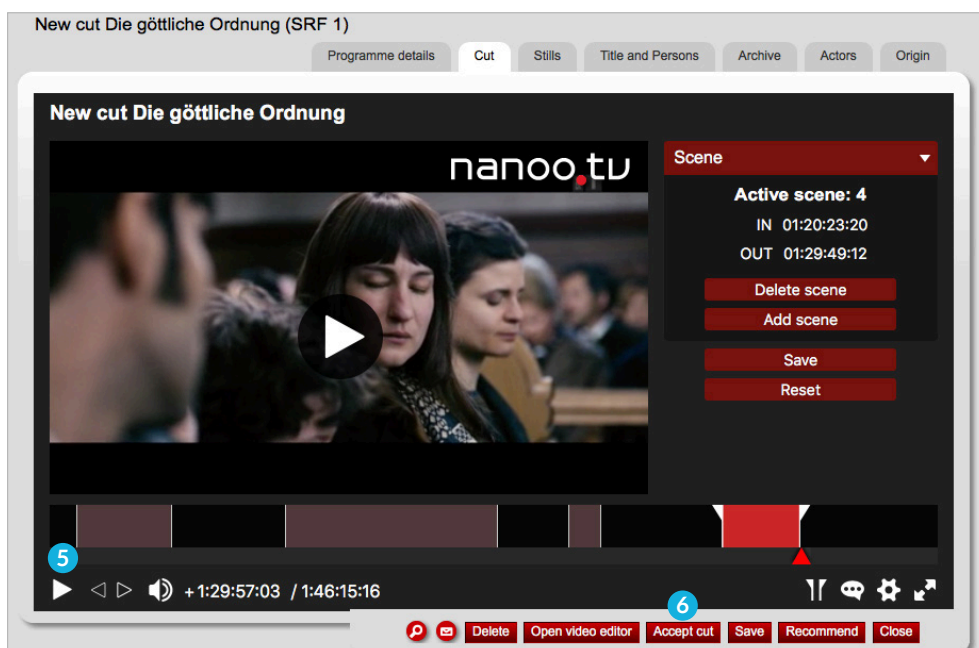 New cut Die göttliche Ordnung (SRF 1)
Programme details Cut Stills Title and Persons Archive Actors Origin
New cut Die göttliche Ordnung
nanoo.tv
Scene
Active scene: 4
IN 01:20:23:20
OUT 01:29:49:12
Delete scene
Add scene
Save
Reset
5
+1:29:57:03 / 1:46:15:16
6
Delete Open video editor Accept cut Save Recommend Close